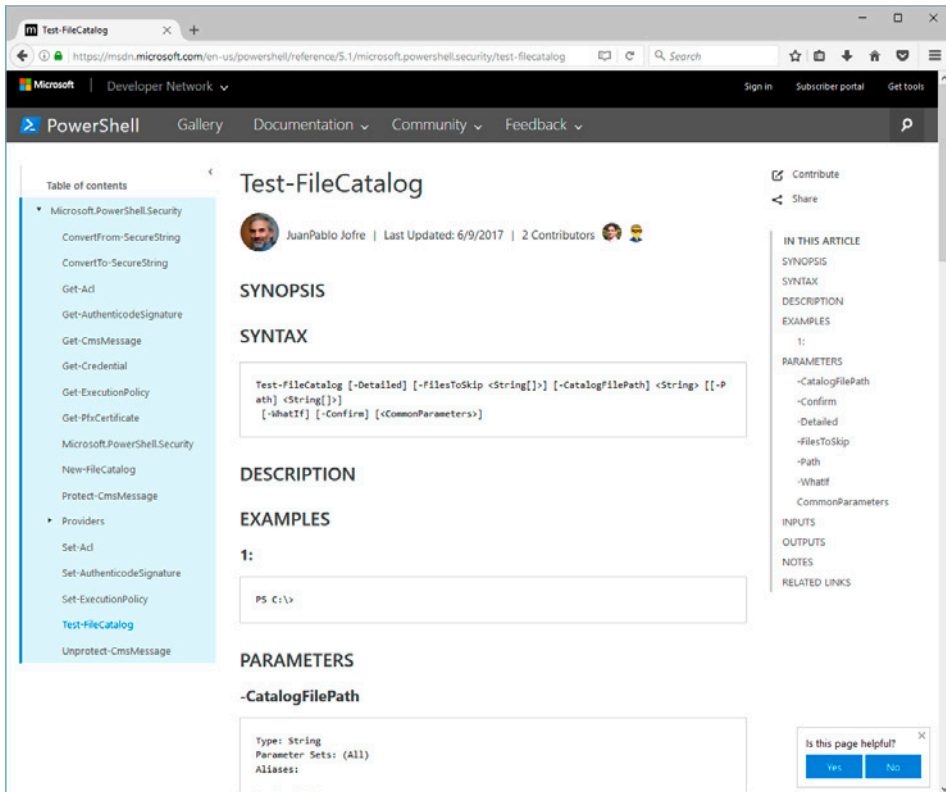 Test-FileCatalog
https://msdn.microsoft.com/en-us/powershell/reference/5.1/microsoft.powershell.security/test-filecatalog
Search
Microsoft
Developer Network
Sign in
Subscriber portal
Get tools
PowerShell
Gallery
Documentation
Community
Feedback
Table of contents
Microsoft.PowerShell.Security
ConvertFrom-SecureString
ConvertTo-SecureString
Get-Acl
Get-AuthenticodeSignature
Get-CmsMessage
Get-Credential
Get-ExecutionPolicy
Get-PfxCertificate
Microsoft.PowerShell.Security
New-FileCatalog
Protect-CmsMessage
Providers
Set-Acl
Set-AuthenticodeSignature
Set-ExecutionPolicy
Test-FileCatalog
Unprotect-CmsMessage
Test-FileCatalog
JuanPablo Jofre | Last Updated: 6/9/2017 | 2 Contributors
SYNOPSIS
SYNTAX
Test-FileCatalog [-Detailed] [-FilesToSkip <String[]>] [-CatalogFilePath] <String> [[-P
ath] <String[]>]
[-WhatIf] [-Confirm] [<CommonParameters>]
DESCRIPTION
EXAMPLES
1:
PS C:\>
PARAMETERS
-CatalogFilePath
Type: String
Parameter Sets: (All)
Aliases:
Contribute
Share
IN THIS ARTICLE
SYNOPSIS
SYNTAX
DESCRIPTION
EXAMPLES
1:
PARAMETERS
-CatalogFilePath
-Confirm
-Detailed
-FilesToSkip
-Path
-WhatIf
CommonParameters
INPUTS
OUTPUTS
NOTES
RELATED LINKS
Is this page helpful?
Yes
No